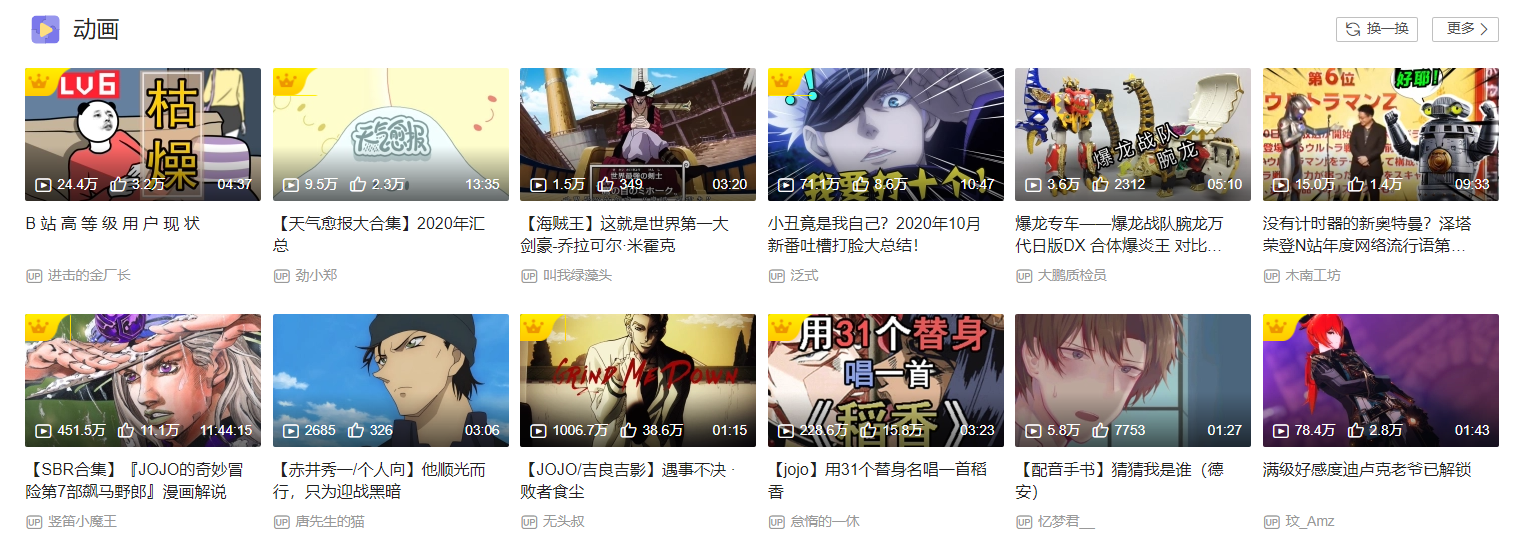 动画
换一换
更多
LV6
枯燥
24.4万 3.2万 04:37
天气愈报
9.5万 2.3万 13:35
世界最強の剣士
1.5万 349 03:20
我要打十个!
71.1万 8.6万 10:47
爆龙战队
腕龙
3.6万 2312 05:10
第6位
好耶!
ウルトラマンZ
15.0万 1.4万 09:33
B 站 高 等 级 用 户 现 状
【天气愈报大合集】2020年汇
总
【海贼王】这就是世界第一大
剑豪-乔拉可尔·米霍克
小丑竟是我自己？2020年10月
新番吐槽打脸大总结！
爆龙专车——爆龙战队腕龙万
代日版DX 合体爆炎王 对比...
没有计时器的新奥特曼？泽塔
荣登N站年度网络流行语第...
UP 进击的金厂长
UP 劲小郑
UP 叫我绿藻头
UP 泛式
UP 大鹏质检员
UP 木南工坊
451.5万 11.1万 11:44:15
2685 326 03:06
GRIND ME DOWN
1006.7万 38.6万 01:15
用31个替身
唱一首
《稻香》
228.6万 15.8万 03:23
5.8万 7753 01:27
78.4万 2.8万 01:43
【SBR合集】『JOJO的奇妙冒
险第7部飙马野郎』漫画解说
【赤井秀一/个人向】他顺光而
行，只为迎战黑暗
【JOJO/吉良吉影】遇事不决 ·
败者食尘
【jojo】用31个替身名唱一首稻
香
【配音手书】猜猜我是谁（德
安）
满级好感度迪卢克老爷已解锁
UP 竖笛小魔王
UP 唐先生的猫
UP 无头叔
UP 怠惰的一休
UP 忆梦君__
UP 玟_Amz